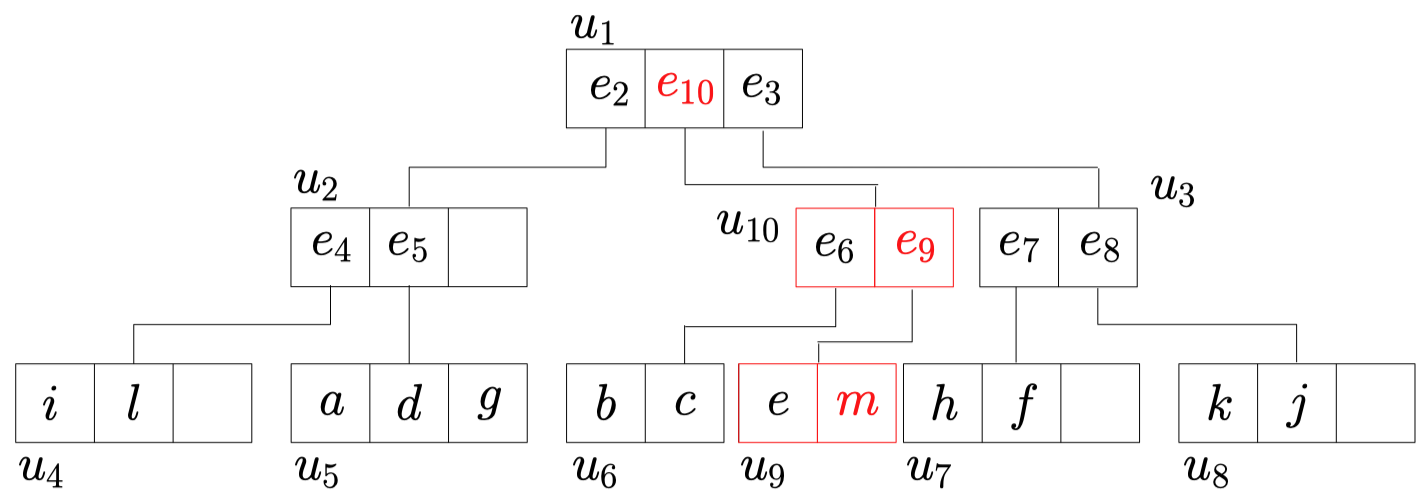 u₁
e₂ e₁₀ e₃
u₂ u₁₀ u₃
e₄ e₅ e₆ e₉ e₇ e₈
i l a d g b c e m h f k j
u₄ u₅ u₆ u₉ u₇ u₈